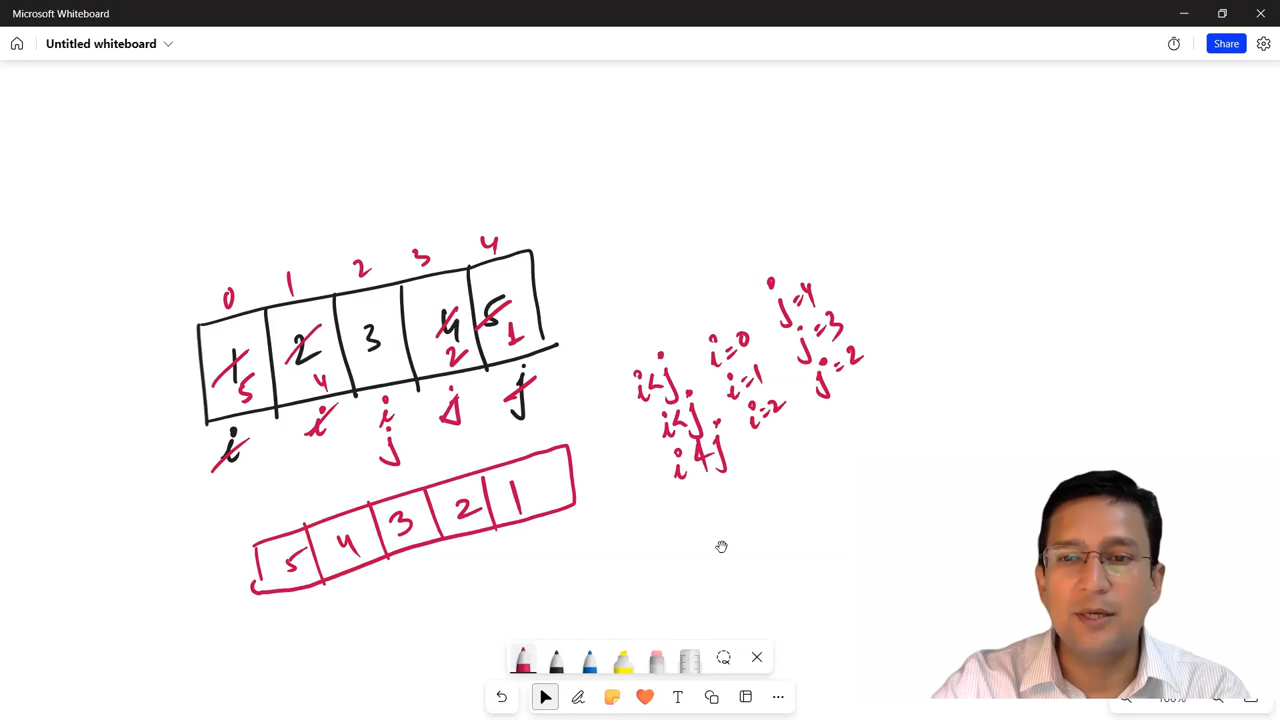 Microsoft Whiteboard
Untitled whiteboard
Share
0 1 2 3 4
1 2 3 4 5
5 4 2 1
i i i j j
j
5 4 3 2 1
j=4
i=0 j=3
i<j i=1 j=2
i<j i=2
i≮j
T
100%